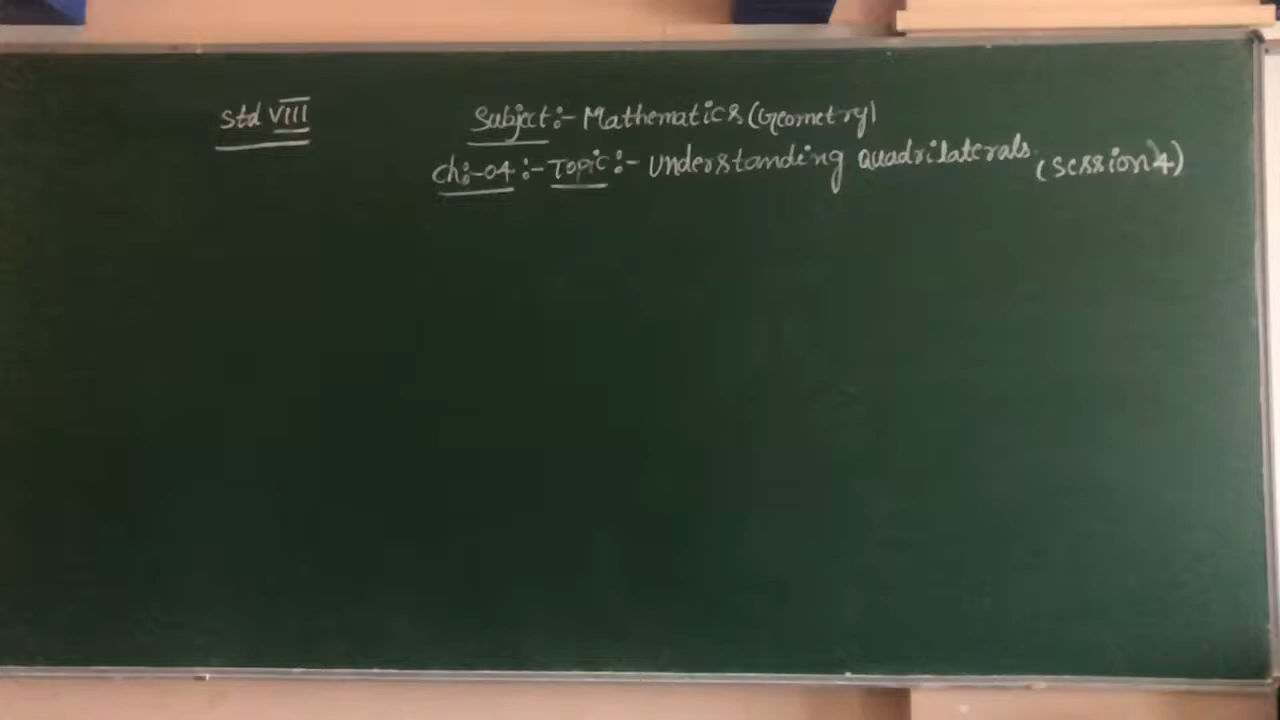 Std VIII Subject:- Mathematics (Geometry)
Ch:-04:- Topic:- Understanding Quadrilaterals. (Session 4)